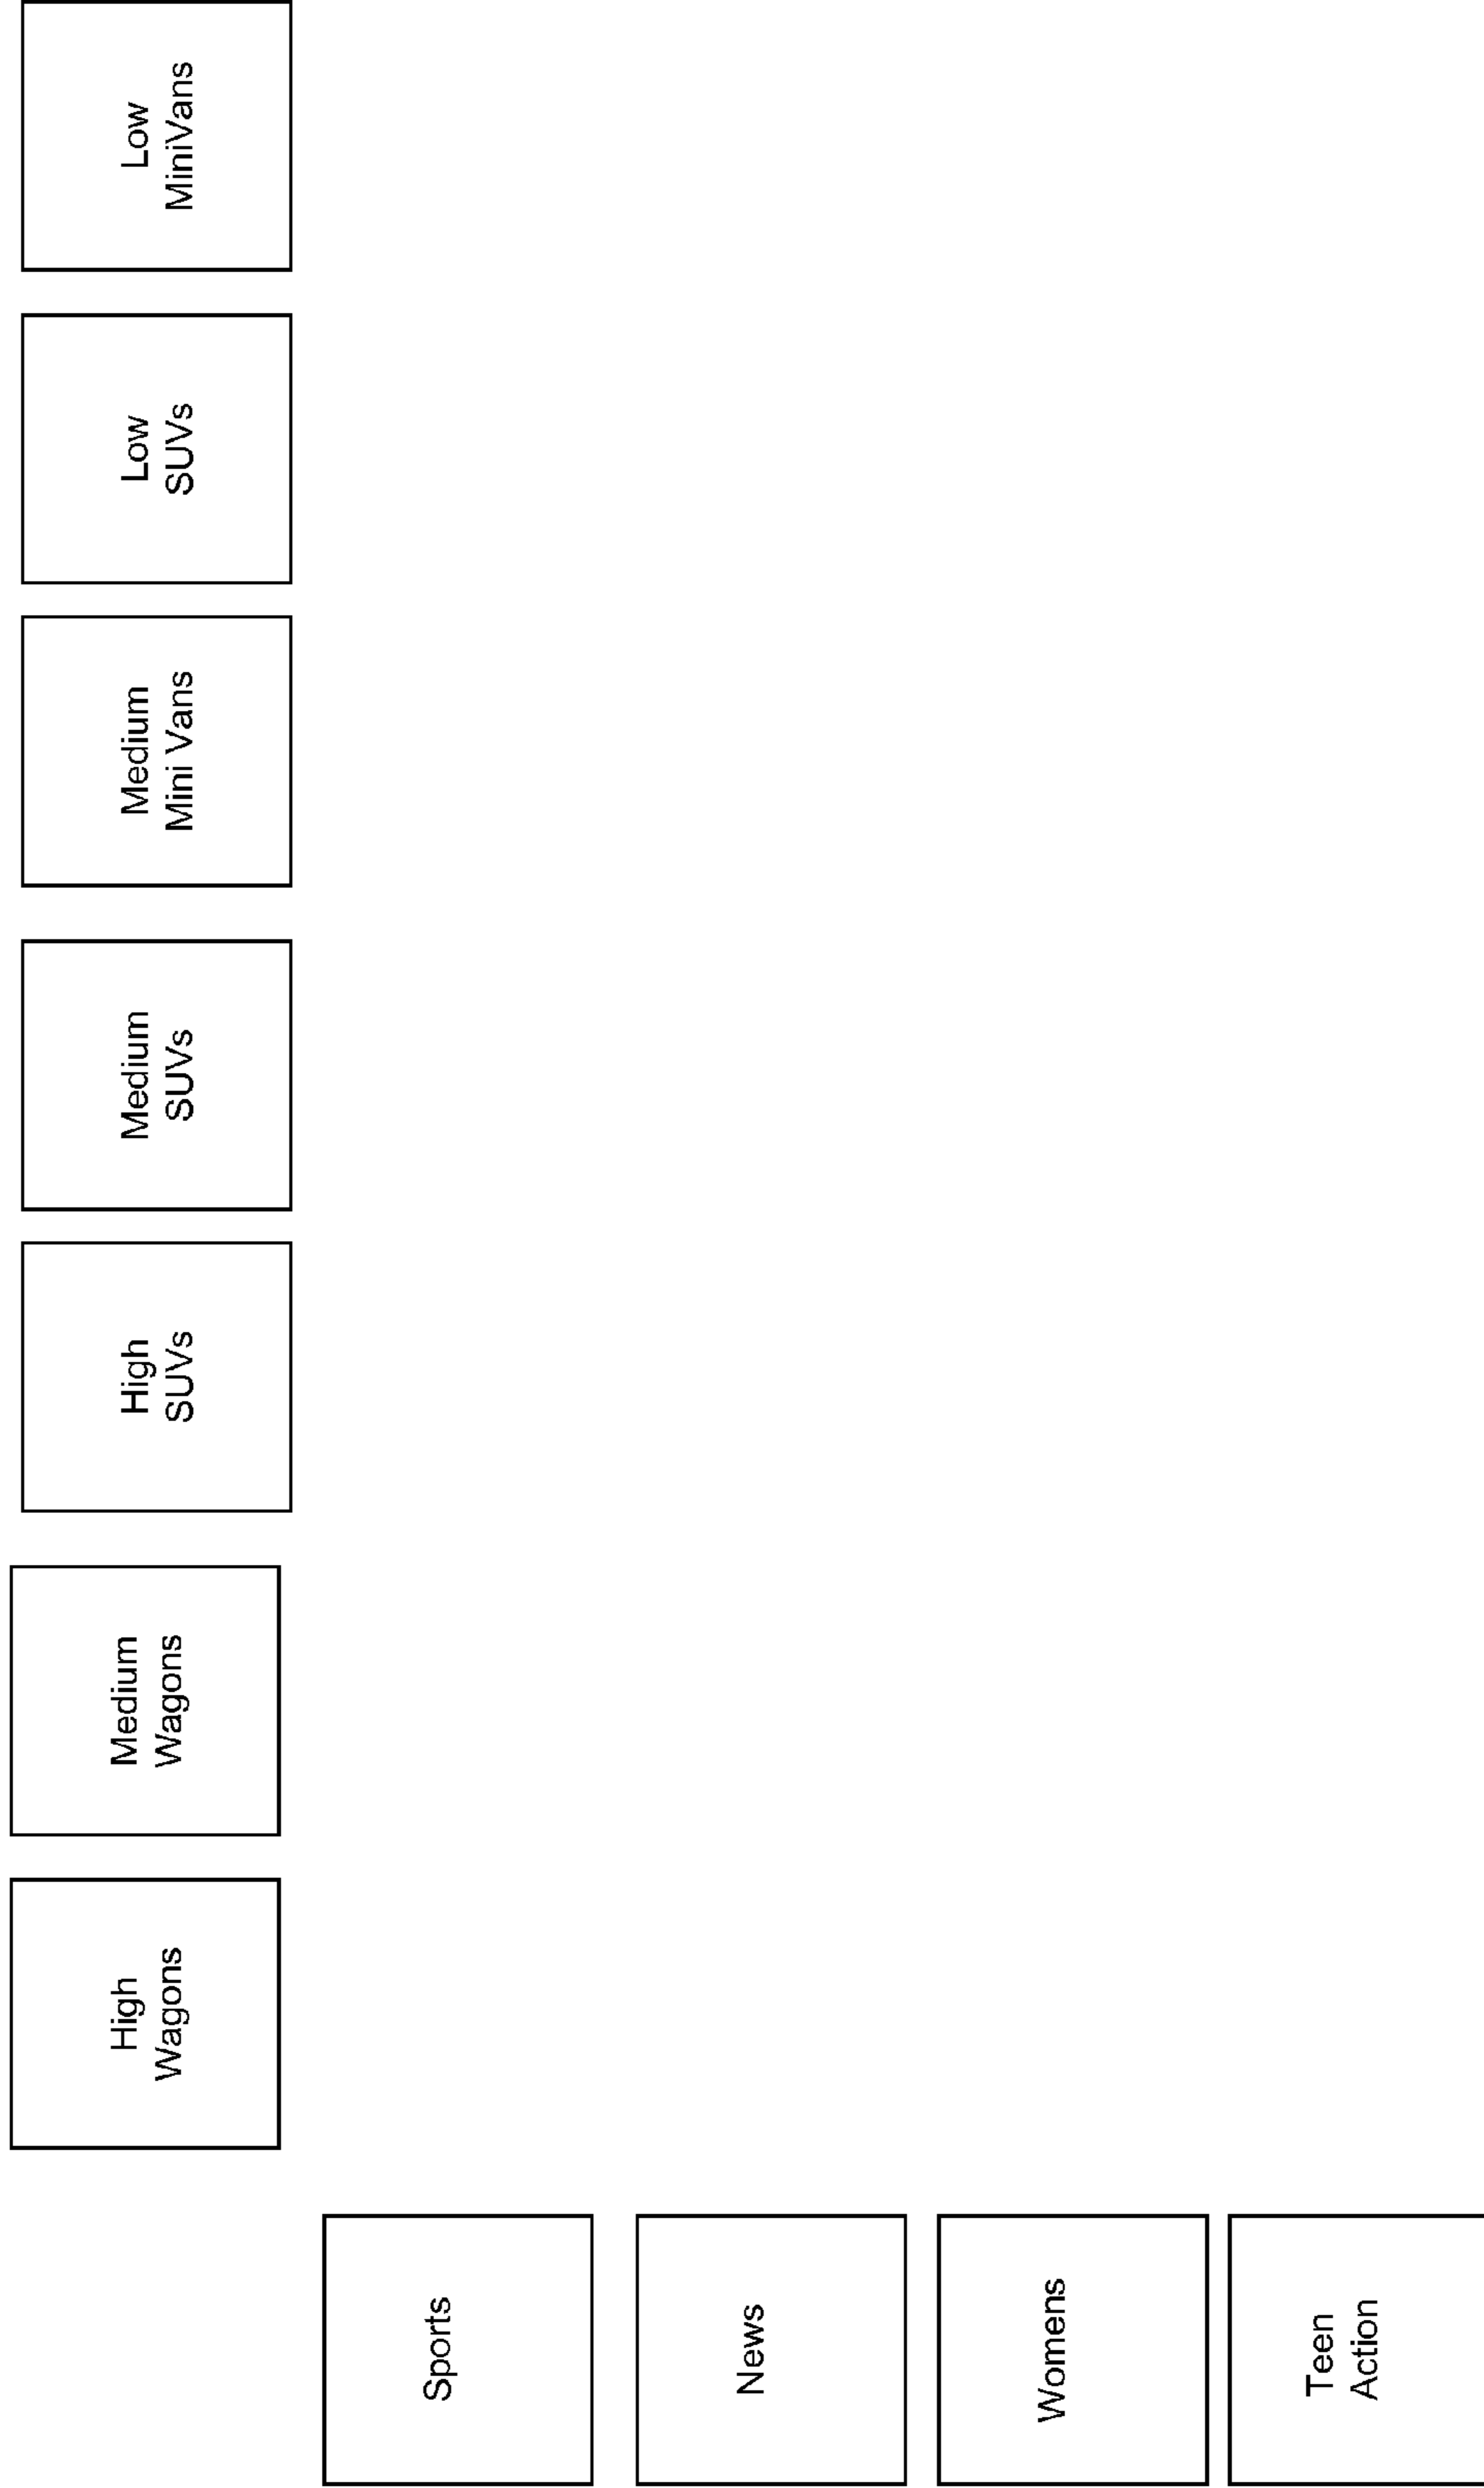 High
Wagons
Medium
Wagons
High
SUVs
Medium
SUVs
Medium
Mini Vans
Low
SUVs
Low
MiniVans
Sports
News
Womens
Teen
Action